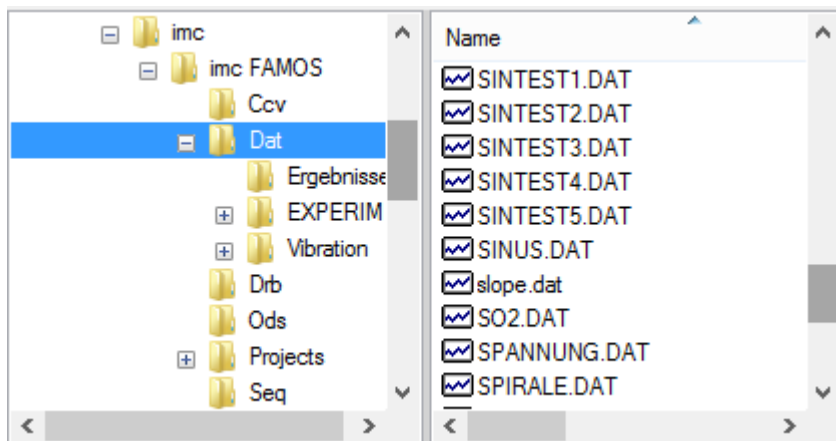 imc
imc FAMOS
Ccv
Dat
Ergebnisse
EXPERIM
Vibration
Drb
Ods
Projects
Seq
Name
SINTEST1.DAT
SINTEST2.DAT
SINTEST3.DAT
SINTEST4.DAT
SINTEST5.DAT
SINUS.DAT
slope.dat
SO2.DAT
SPANNUNG.DAT
SPIRALE.DAT